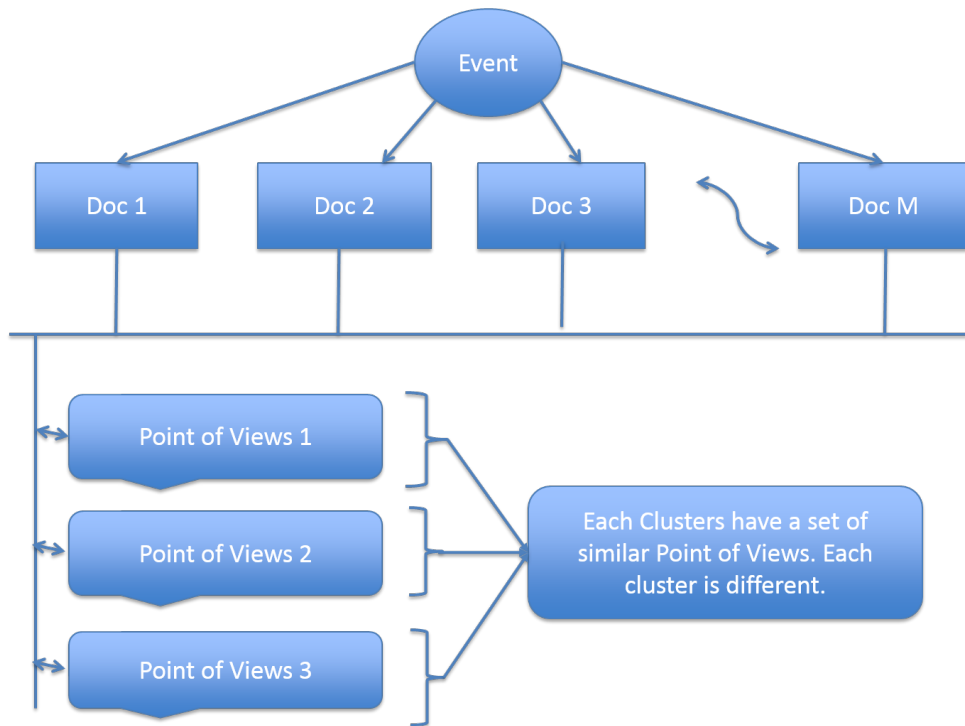 Event
Doc 1
Doc 2
Doc 3
Doc M
Point of Views 1
Point of Views 2
Point of Views 3
Each Clusters have a set of
similar Point of Views. Each
cluster is different.